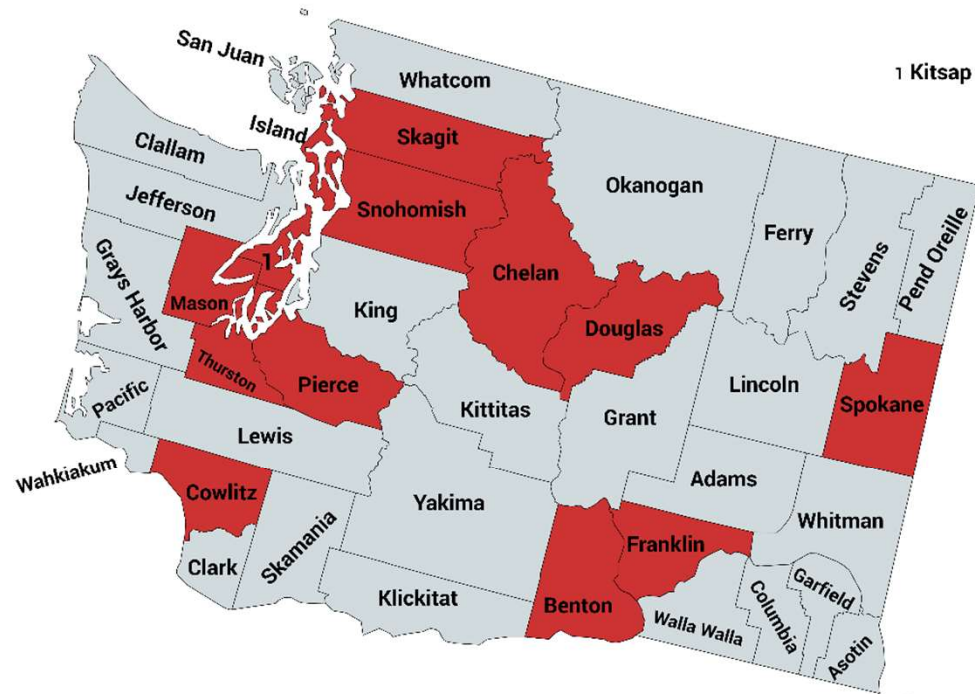 San Juan
Whatcom
1 Kitsap
Island
Skagit
Clallam
Okanogan
Jefferson
Snohomish
Ferry
Stevens
Pend Oreille
Grays Harbor
1
Chelan
Mason
King
Douglas
Thurston
Pierce
Lincoln
Spokane
Pacific
Kittitas
Grant
Lewis
Wahkiakum
Cowlitz
Yakima
Adams
Whitman
Clark
Skamania
Franklin
Klickitat
Benton
Walla Walla
Columbia
Garfield
Asotin